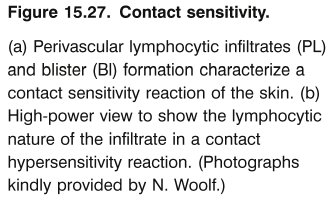 Figure 15.27. Contact sensitivity.
(a) Perivascular lymphocytic infiltrates (PL)
and blister (Bl) formation characterize a
contact sensitivity reaction of the skin. (b)
High-power view to show the lymphocytic
nature of the infiltrate in a contact
hypersensitivity reaction. (Photographs
kindly provided by N. Woolf.)